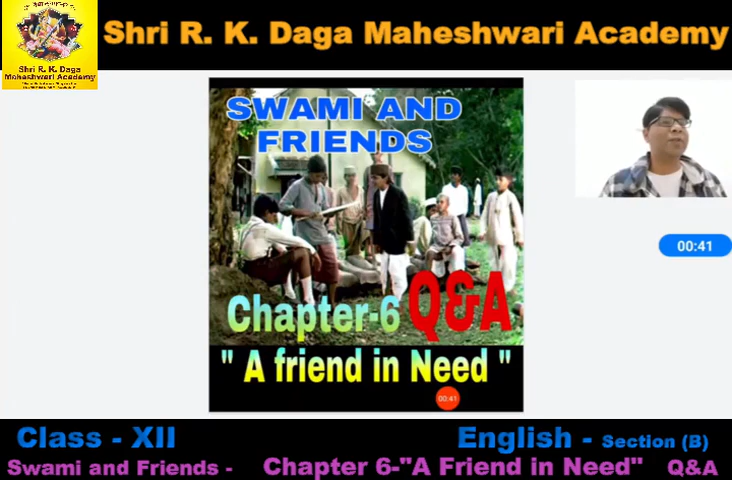 Shri R. K. Daga Maheshwari Academy
Shri R. K. Daga
Maheshwari Academy
SWAMI AND
FRIENDS
00:41
Chapter-6 Q&A
" A friend in Need "
00:41
Class - XII English - Section (B)
Swami and Friends - Chapter 6-"A Friend in Need" Q&A